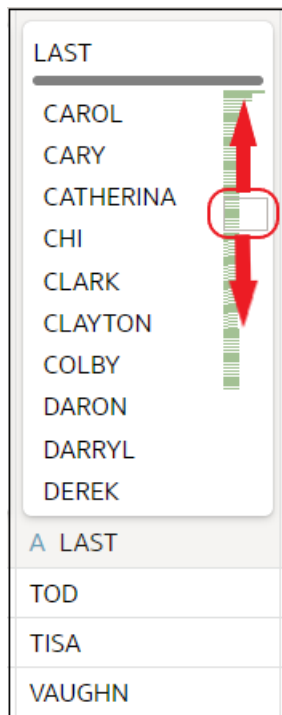 LAST
CAROL
CARY
CATHERINA
CHI
CLARK
CLAYTON
COLBY
DARON
DARRYL
DEREK
A LAST
TOD
TISA
VAUGHN